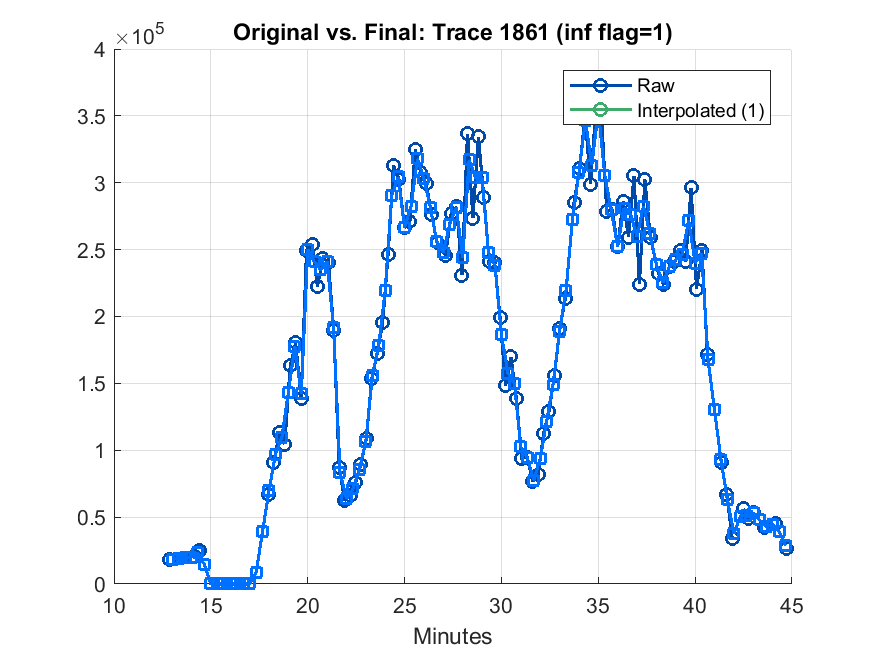 Original vs. Final: Trace 1861 (inf flag=1)
×10^5
4
3.5
3
2.5
2
1.5
1
0.5
0
Raw
Interpolated (1)
10 15 20 25 30 35 40 45
Minutes